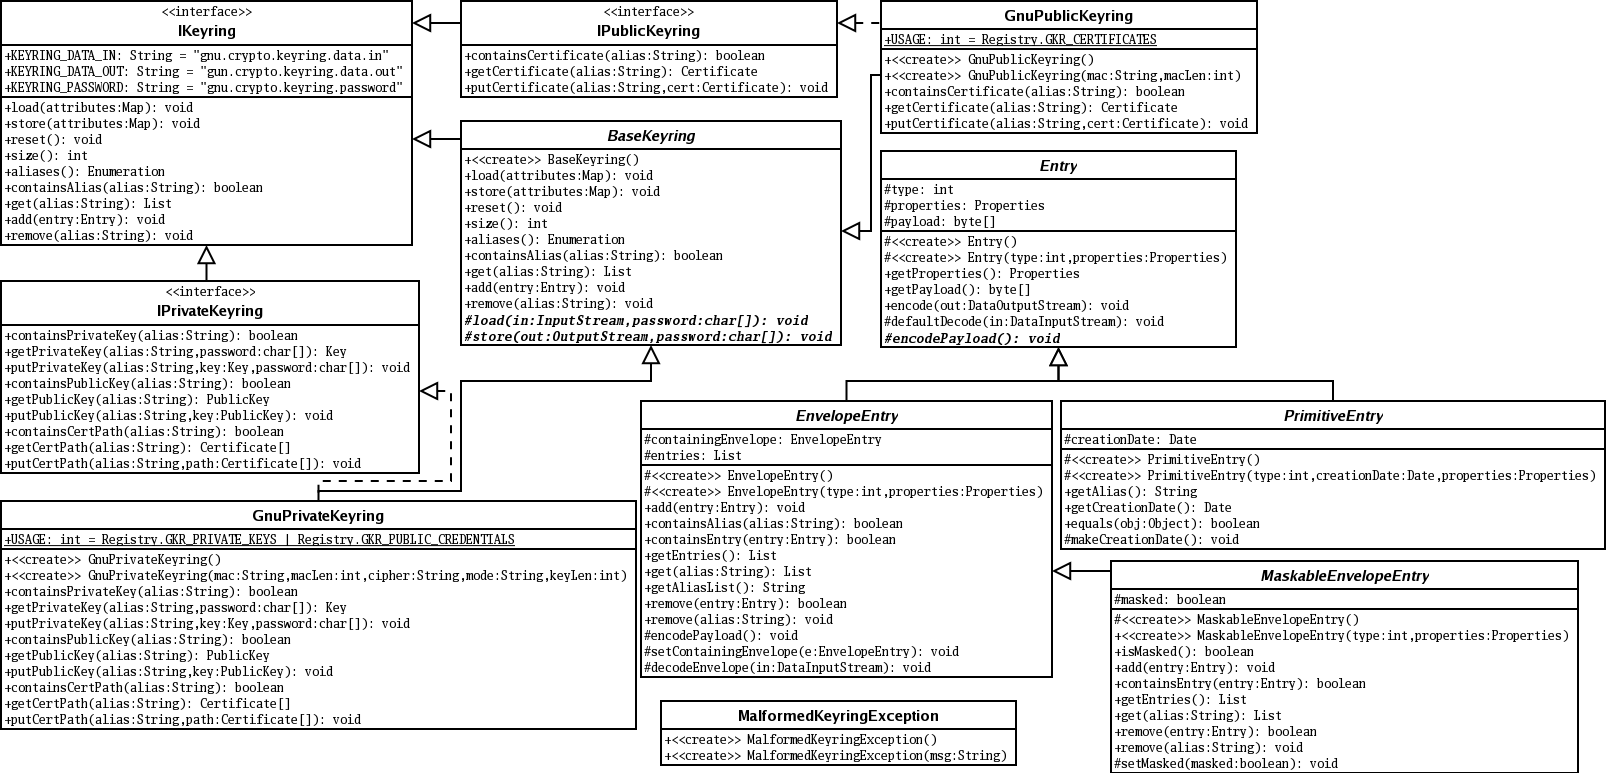 <<interface>>
IKeyring
+KEYRING_DATA_IN: String = "gnu.crypto.keyring.data.in"
+KEYRING_DATA_OUT: String = "gun.crypto.keyring.data.out"
+KEYRING_PASSWORD: String = "gnu.crypto.keyring.password"
+load(attributes:Map): void
+store(attributes:Map): void
+reset(): void
+size(): int
+aliases(): Enumeration
+containsAlias(alias:String): boolean
+get(alias:String): List
+add(entry:Entry): void
+remove(alias:String): void
<<interface>>
IPublicKeyring
+containsCertificate(alias:String): boolean
+getCertificate(alias:String): Certificate
+putCertificate(alias:String,cert:Certificate): void
GnuPublicKeyring
+USAGE: int = Registry.GKR_CERTIFICATES
+<<create>> GnuPublicKeyring()
+<<create>> GnuPublicKeyring(mac:String,macLen:int)
+containsCertificate(alias:String): boolean
+getCertificate(alias:String): Certificate
+putCertificate(alias:String,cert:Certificate): void
BaseKeyring
+<<create>> BaseKeyring()
+load(attributes:Map): void
+store(attributes:Map): void
+reset(): void
+size(): int
+aliases(): Enumeration
+containsAlias(alias:String): boolean
+get(alias:String): List
+add(entry:Entry): void
+remove(alias:String): void
#load(in:InputStream,password:char[]): void
#store(out:OutputStream,password:char[]): void
Entry
#type: int
#properties: Properties
#payload: byte[]
#<<create>> Entry()
#<<create>> Entry(type:int,properties:Properties)
+getProperties(): Properties
+getPayload(): byte[]
+encode(out:DataOutputStream): void
#defaultDecode(in:DataInputStream): void
#encodePayload(): void
<<interface>>
IPrivateKeyring
+containsPrivateKey(alias:String): boolean
+getPrivateKey(alias:String,password:char[]): Key
+putPrivateKey(alias:String,key:Key,password:char[]): void
+containsPublicKey(alias:String): boolean
+getPublicKey(alias:String): PublicKey
+putPublicKey(alias:String,key:PublicKey): void
+containsCertPath(alias:String): boolean
+getCertPath(alias:String): Certificate[]
+putCertPath(alias:String,path:Certificate[]): void
EnvelopeEntry
#containingEnvelope: EnvelopeEntry
#entries: List
#<<create>> EnvelopeEntry()
#<<create>> EnvelopeEntry(type:int,properties:Properties)
+add(entry:Entry): void
+containsAlias(alias:String): boolean
+containsEntry(entry:Entry): boolean
+getEntries(): List
+get(alias:String): List
+getAliasList(): String
+remove(entry:Entry): boolean
+remove(alias:String): void
#encodePayload(): void
#setContainingEnvelope(e:EnvelopeEntry): void
#decodeEnvelope(in:DataInputStream): void
PrimitiveEntry
#creationDate: Date
#<<create>> PrimitiveEntry()
#<<create>> PrimitiveEntry(type:int,creationDate:Date,properties:Properties)
+getAlias(): String
+getCreationDate(): Date
+equals(obj:Object): boolean
#makeCreationDate(): void
GnuPrivateKeyring
+USAGE: int = Registry.GKR_PRIVATE_KEYS | Registry.GKR_PUBLIC_CREDENTIALS
+<<create>> GnuPrivateKeyring()
+<<create>> GnuPrivateKeyring(mac:String,macLen:int,cipher:String,mode:String,keyLen:int)
+containsPrivateKey(alias:String): boolean
+getPrivateKey(alias:String,password:char[]): Key
+putPrivateKey(alias:String,key:Key,password:char[]): void
+containsPublicKey(alias:String): boolean
+getPublicKey(alias:String): PublicKey
+putPublicKey(alias:String,key:PublicKey): void
+containsCertPath(alias:String): boolean
+getCertPath(alias:String): Certificate[]
+putCertPath(alias:String,path:Certificate[]): void
MaskableEnvelopeEntry
#masked: boolean
#<<create>> MaskableEnvelopeEntry()
+<<create>> MaskableEnvelopeEntry(type:int,properties:Properties)
+isMasked(): boolean
+add(entry:Entry): void
+containsEntry(entry:Entry): boolean
+getEntries(): List
+get(alias:String): List
+remove(entry:Entry): boolean
+remove(alias:String): void
#setMasked(masked:boolean): void
MalformedKeyringException
+<<create>> MalformedKeyringException()
+<<create>> MalformedKeyringException(msg:String)